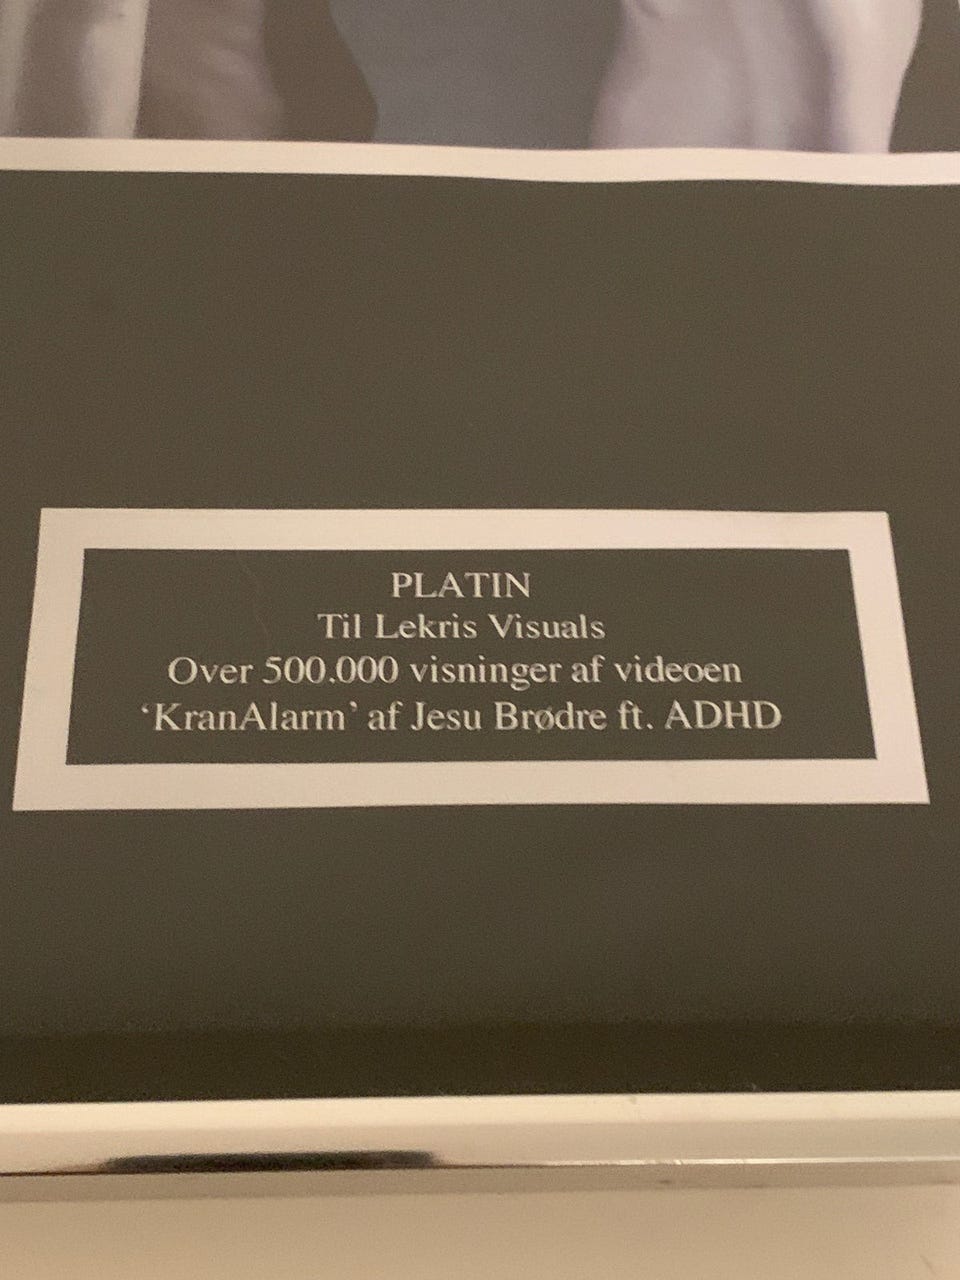 PLATIN
Til Lekris Visuals
Over 500.000 visninger af videoen
‘KranAlarm’ af Jesu Brødre ft. ADHD